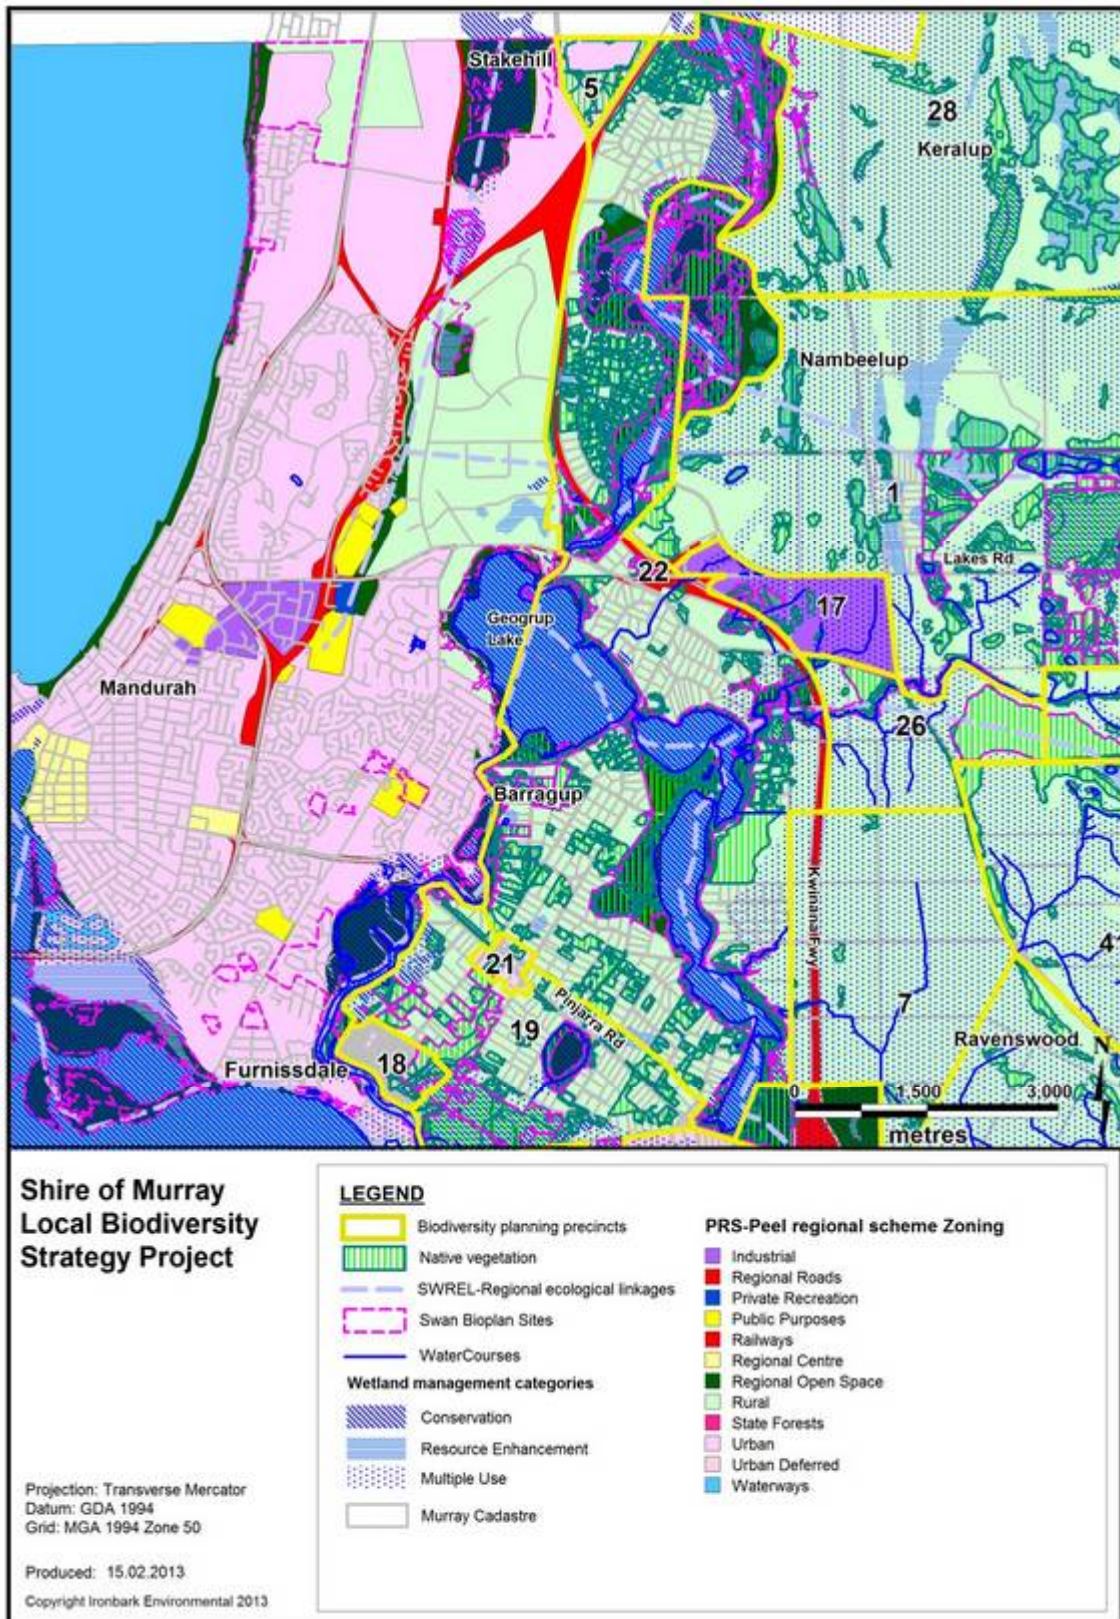 Stakehill
5
28
Keralup
Nambeelup
1
Lakes Rd
22
17
Geogrup
Lake
Mandurah
26
Barragup
Kwinana Fwy
4
21
Pinjarra Rd
7
19
Ravenswood
N
Furnissdale
18
0 1,500 3,000
metres
Shire of Murray
Local Biodiversity
Strategy Project
Projection: Transverse Mercator
Datum: GDA 1994
Grid: MGA 1994 Zone 50
Produced: 15.02.2013
Copyright Ironbark Environmental 2013
LEGEND
Biodiversity planning precincts
Native vegetation
SWREL-Regional ecological linkages
Swan Bioplan Sites
WaterCourses
Wetland management categories
Conservation
Resource Enhancement
Multiple Use
Murray Cadastre
PRS-Peel regional scheme Zoning
Industrial
Regional Roads
Private Recreation
Public Purposes
Railways
Regional Centre
Regional Open Space
Rural
State Forests
Urban
Urban Deferred
Waterways